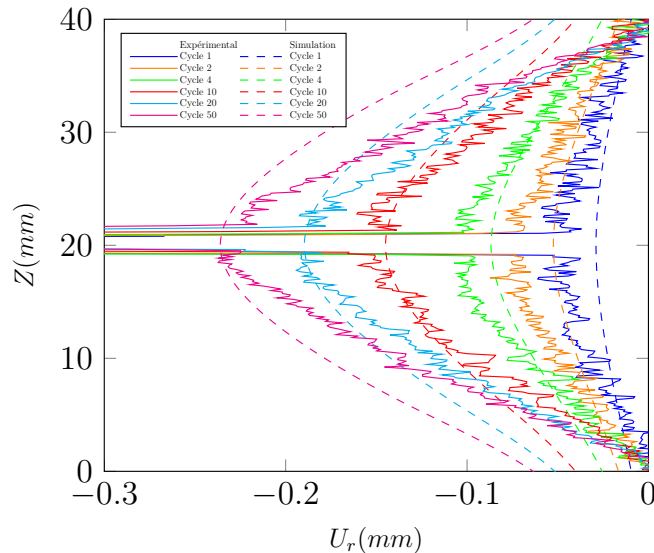 40
Expérimental Simulation
Cycle 1 Cycle 1
Cycle 2 Cycle 2
Cycle 4 Cycle 4
Cycle 10 Cycle 10
Cycle 20 Cycle 20
Cycle 50 Cycle 50
30
20
10
0
Z(mm)
−0.3 −0.2 −0.1 0
U_r(mm)